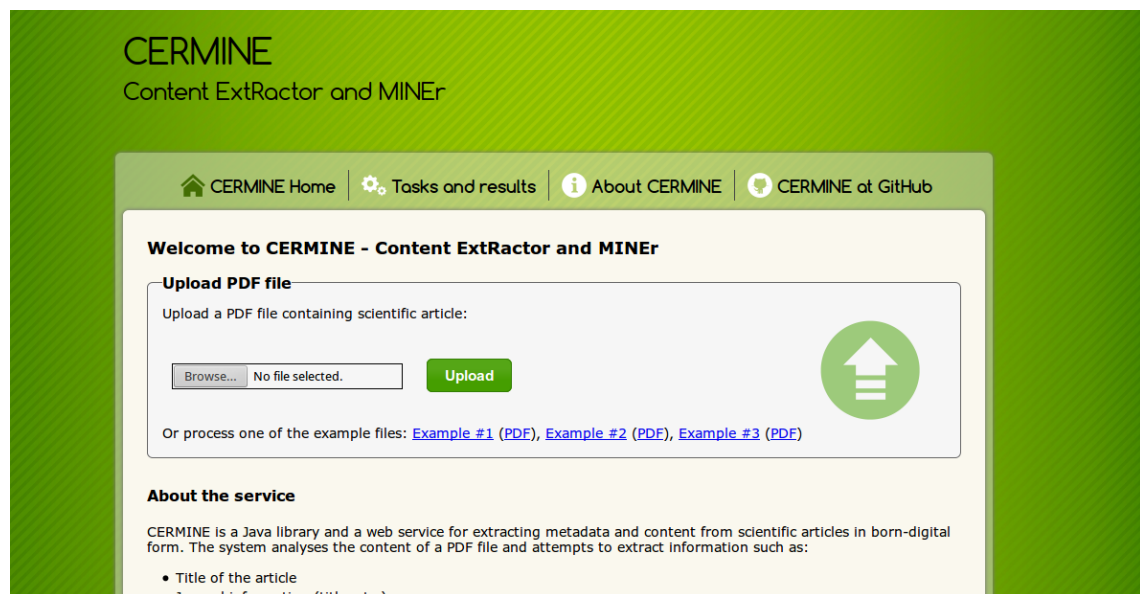 CERMINE
Content ExtRactor and MINEr
CERMINE Home
Tasks and results
About CERMINE
CERMINE at GitHub
Welcome to CERMINE - Content ExtRactor and MINEr
Upload PDF file
Upload a PDF file containing scientific article:
Browse... No file selected. Upload
Or process one of the example files: Example #1 (PDF), Example #2 (PDF), Example #3 (PDF)
About the service
CERMINE is a Java library and a web service for extracting metadata and content from scientific articles in born-digital
form. The system analyses the content of a PDF file and attempts to extract information such as:
• Title of the article